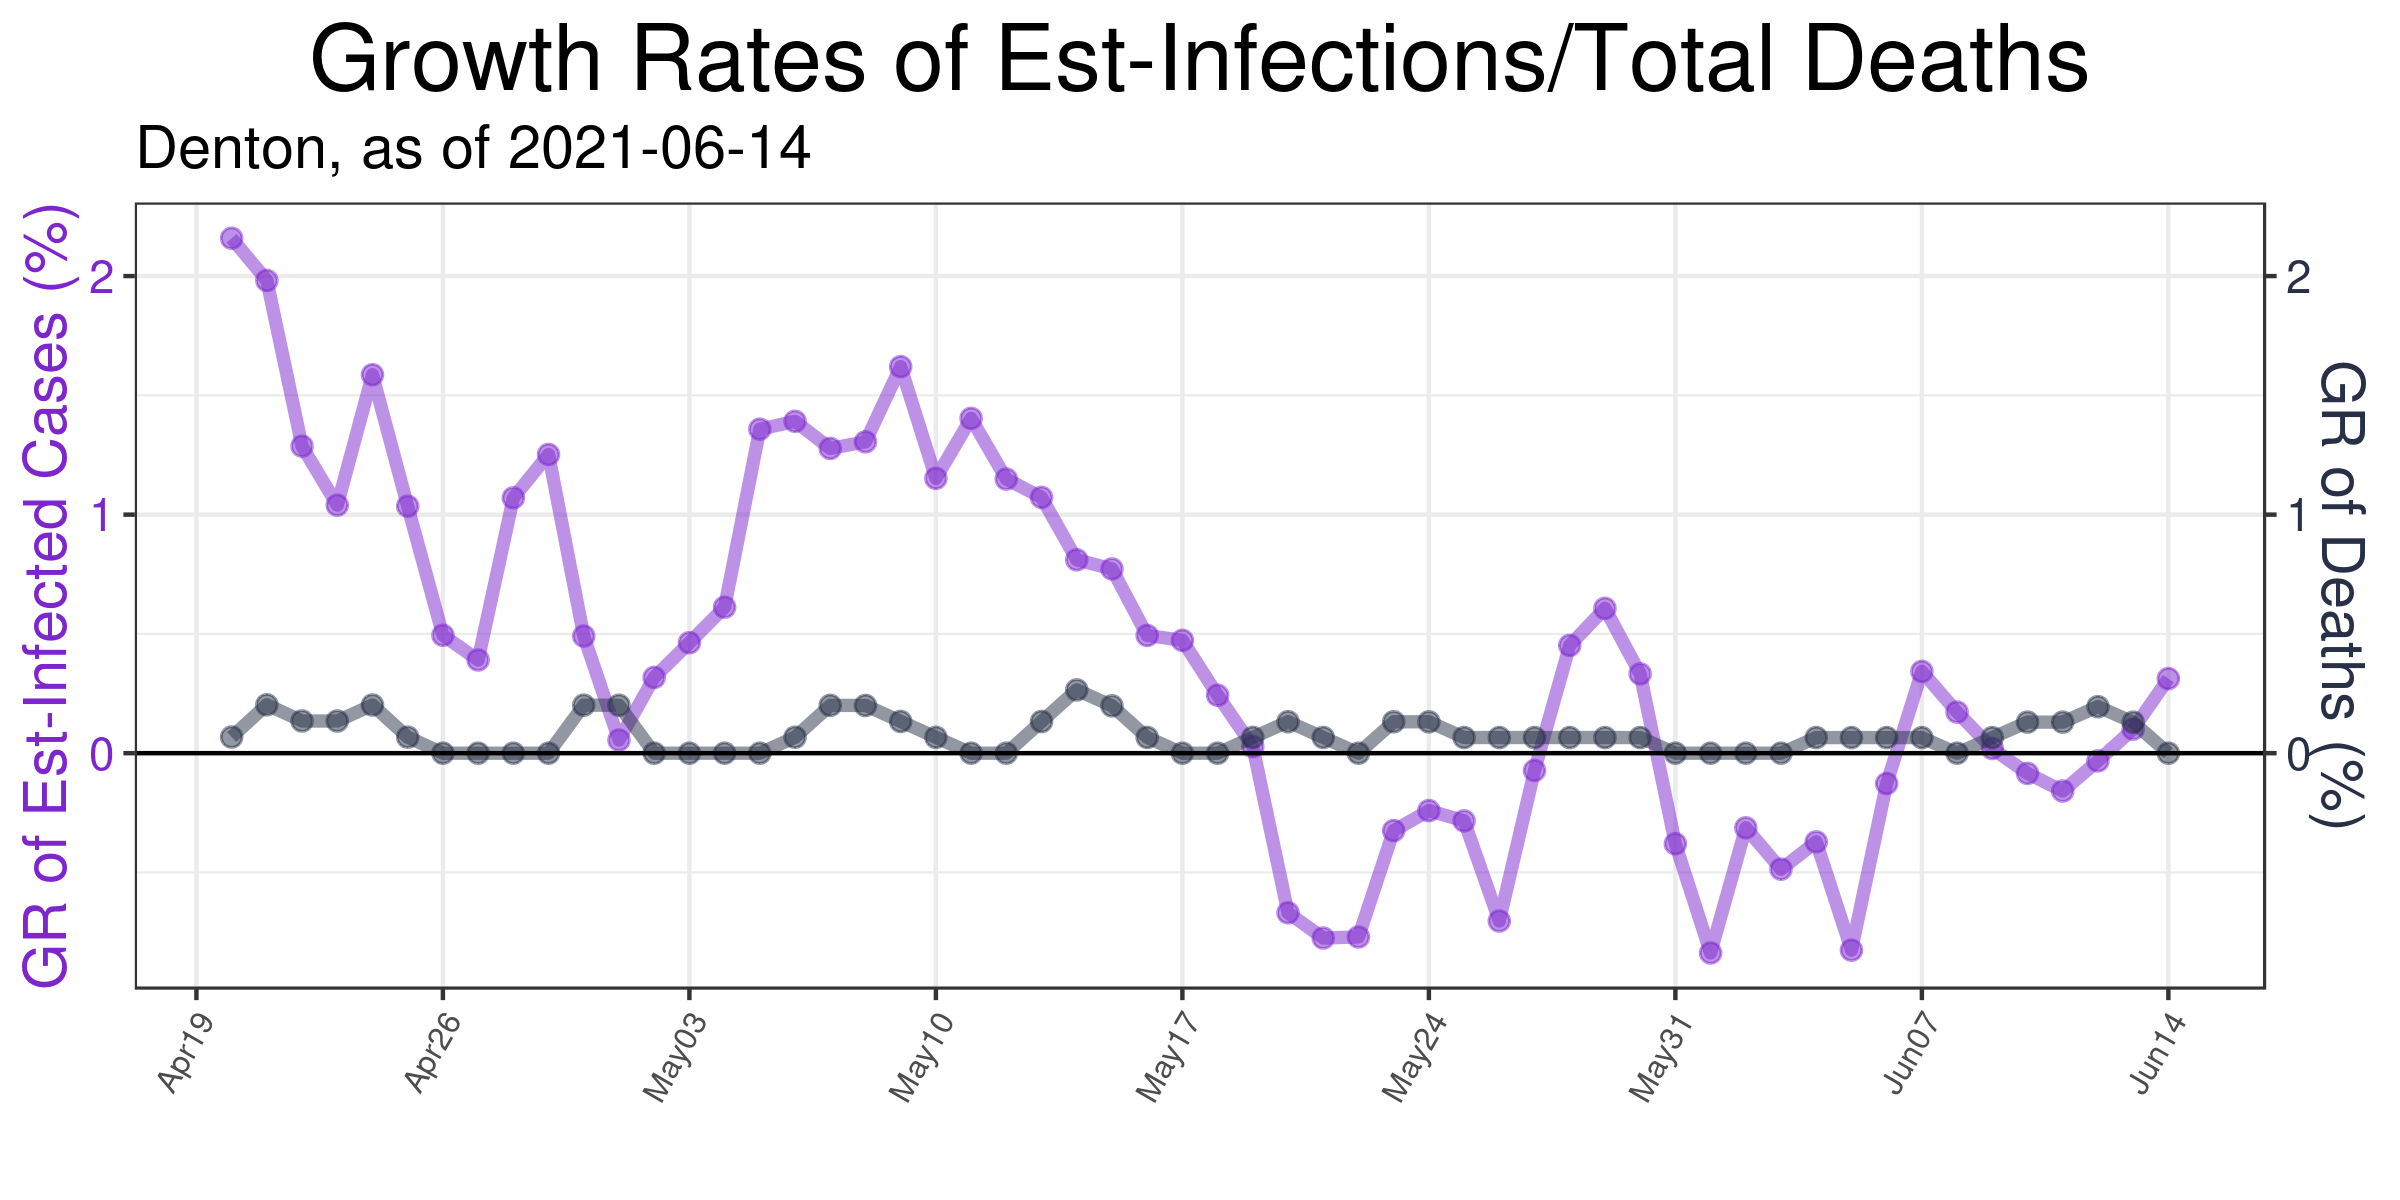 Growth Rates of Est-Infections/Total Deaths
Denton, as of 2021-06-14
GR of Est-Infected Cases (%)
2
1
0
2
1
0
GR of Deaths (%)
Apr19
Apr26
May03
May10
May17
May24
May31
Jun07
Jun14